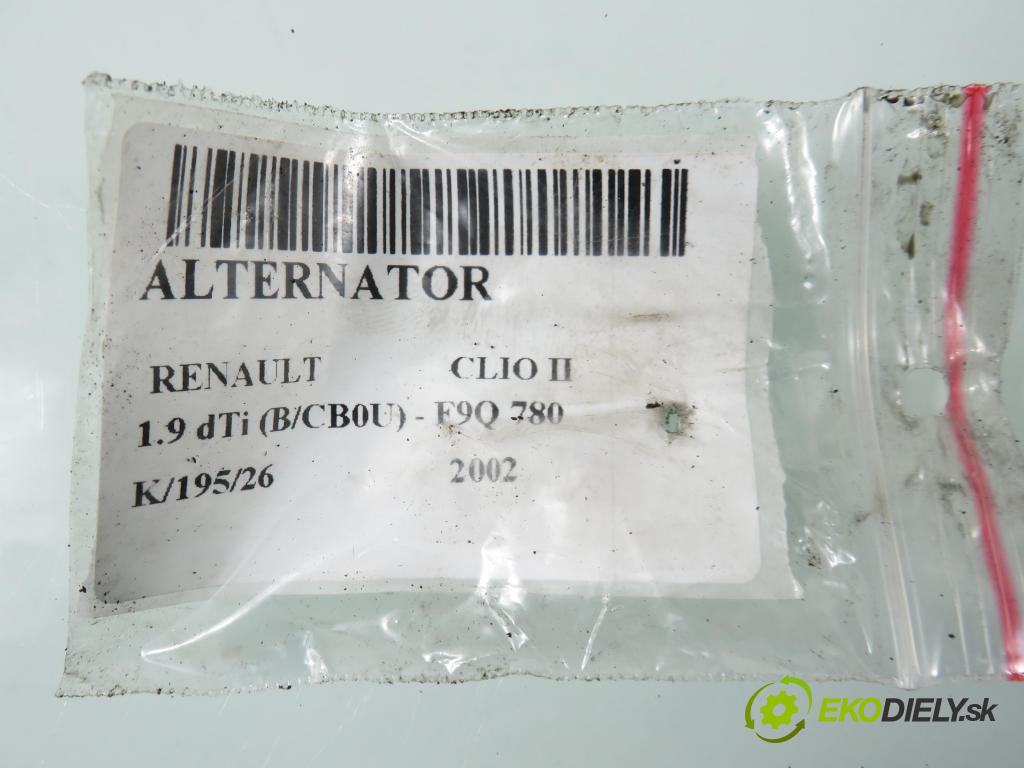 ALTERNATOR
RENAULT CLIO II
1.9 dTi (B/CB0U) - F9Q 780
K/195/26 2002
EKODIELY.sk